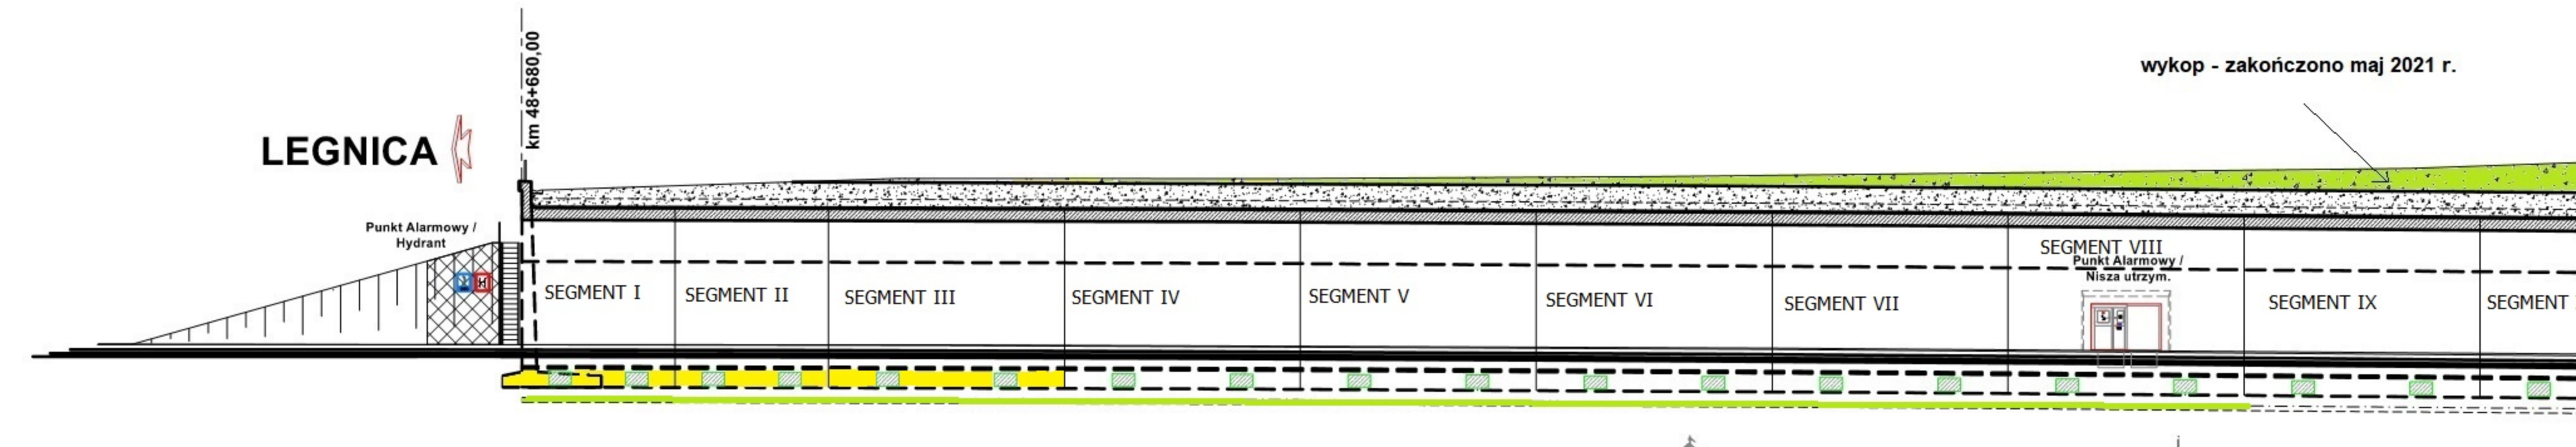 km 48+680,00
wykop - zakończono maj 2021 r.
LEGNICA
Punkt Alarmowy /
Hydrant
SEGMENT I
SEGMENT II
SEGMENT III
SEGMENT IV
SEGMENT V
SEGMENT VI
SEGMENT VII
SEGMENT VIII
Punkt Alarmowy /
Nisza utrzym.
SEGMENT IX
SEGMENT
H